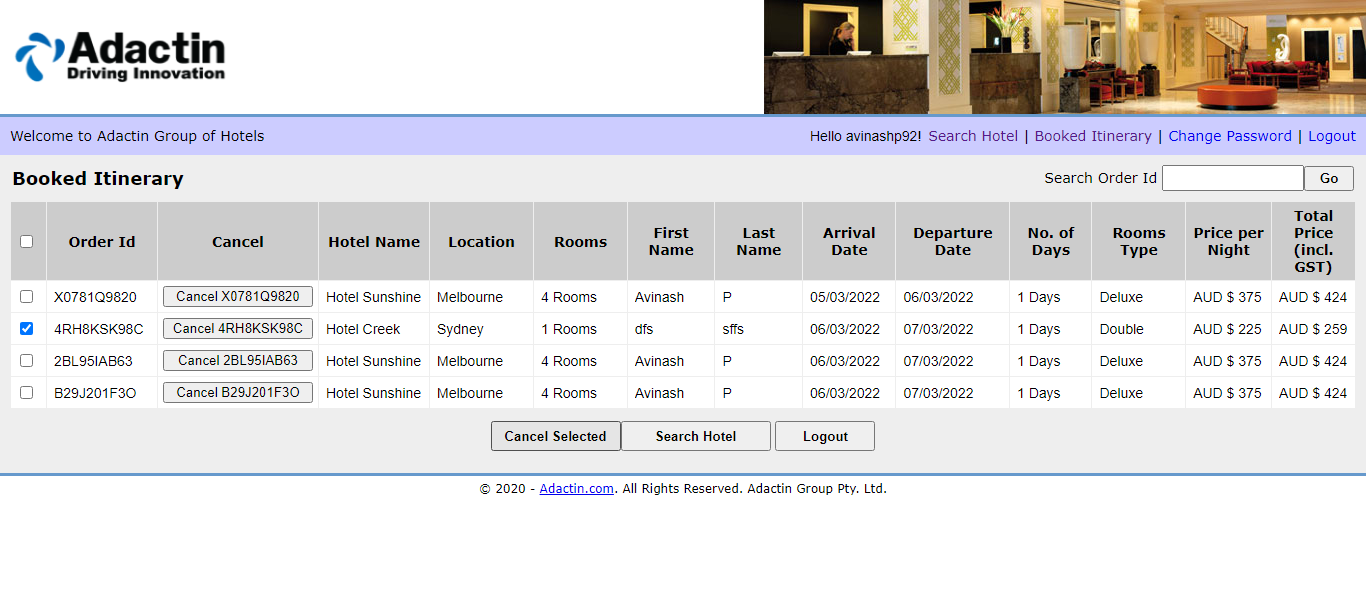 Adactin
Driving Innovation
Welcome to Adactin Group of Hotels
Hello avinashp92! Search Hotel | Booked Itinerary | Change Password | Logout
Booked Itinerary
Search Order Id Go
Order Id Cancel Hotel Name Location Rooms First Name Last Name Arrival Date Departure Date No. of Days Rooms Type Price per Night Total Price (incl. GST)
X0781Q9820 Cancel X0781Q9820 Hotel Sunshine Melbourne 4 Rooms Avinash P 05/03/2022 06/03/2022 1 Days Deluxe AUD $ 375 AUD $ 424
4RH8KSK98C Cancel 4RH8KSK98C Hotel Creek Sydney 1 Rooms dfs sffs 06/03/2022 07/03/2022 1 Days Double AUD $ 225 AUD $ 259
2BL95IAB63 Cancel 2BL95IAB63 Hotel Sunshine Melbourne 4 Rooms Avinash P 06/03/2022 07/03/2022 1 Days Deluxe AUD $ 375 AUD $ 424
B29J201F3O Cancel B29J201F3O Hotel Sunshine Melbourne 4 Rooms Avinash P 06/03/2022 07/03/2022 1 Days Deluxe AUD $ 375 AUD $ 424
Cancel Selected Search Hotel Logout
© 2020 - Adactin.com. All Rights Reserved. Adactin Group Pty. Ltd.